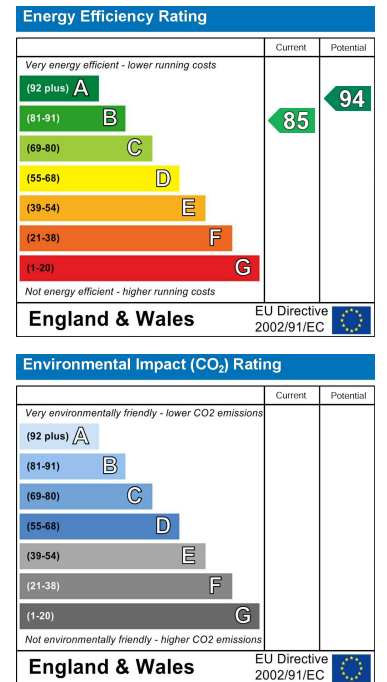 Energy Efficiency Rating
Current Potential
Very energy efficient - lower running costs
(92 plus) A
94
(81-91) B
85
(69-80) C
(55-68) D
(39-54) E
(21-38) F
(1-20) G
Not energy efficient - higher running costs
England & Wales
EU Directive
2002/91/EC
Environmental Impact (CO₂) Rating
Current Potential
Very environmentally friendly - lower CO2 emissions
(92 plus) A
(81-91) B
(69-80) C
(55-68) D
(39-54) E
(21-38) F
(1-20) G
Not environmentally friendly - higher CO2 emissions
England & Wales
EU Directive
2002/91/EC